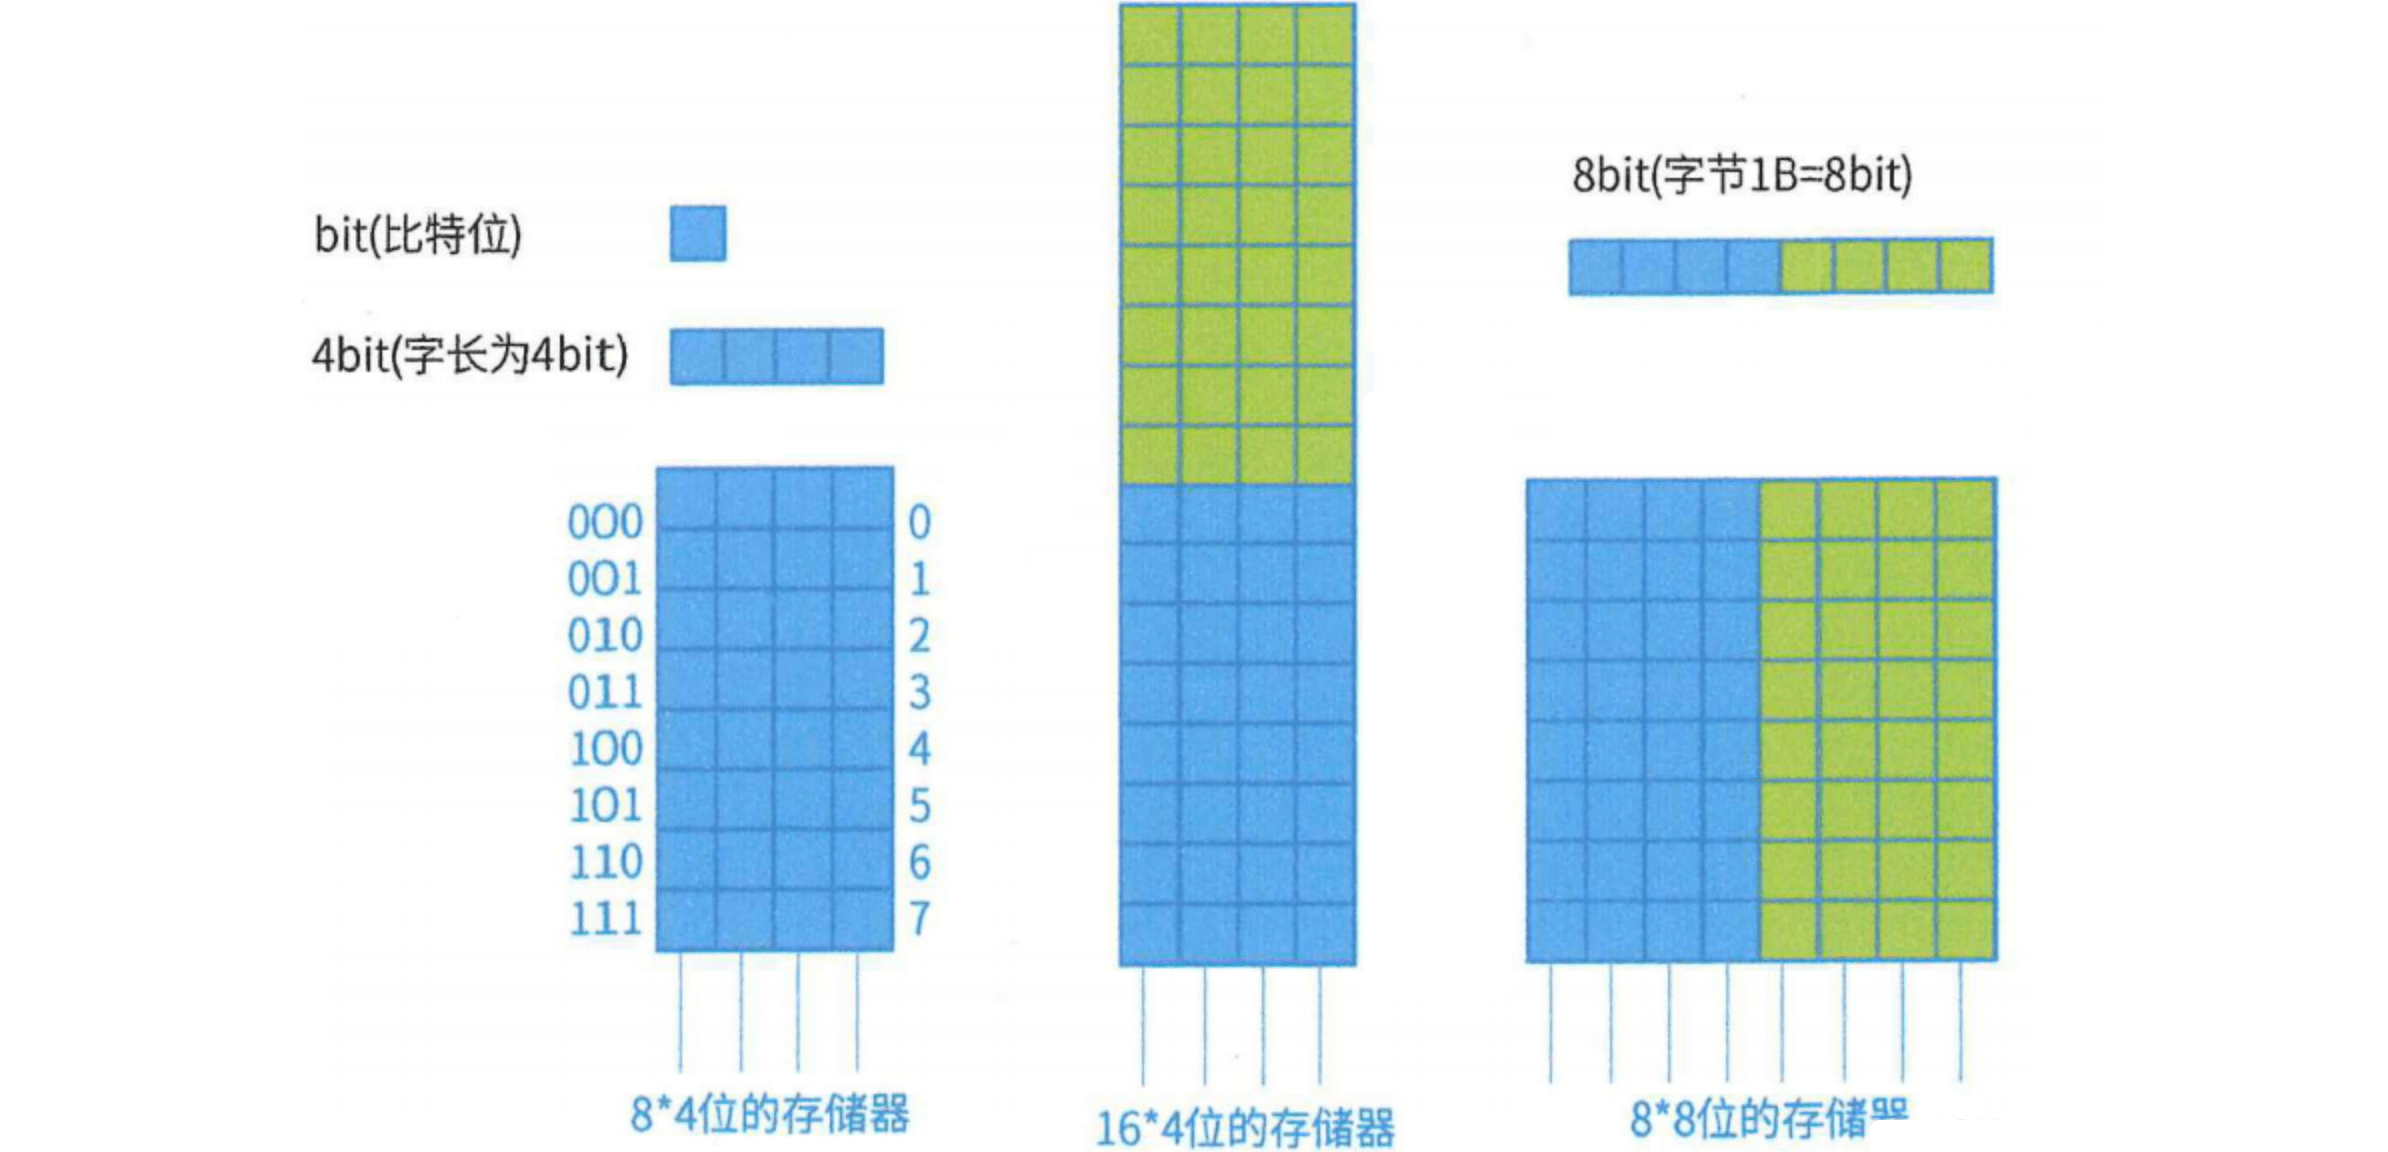 bit(比特位)
4bit(字长为4bit)
000 0
001 1
010 2
011 3
100 4
101 5
110 6
111 7
8*4位的存储器
16*4位的存储器
8bit(字节1B=8bit)
8*8位的存储器